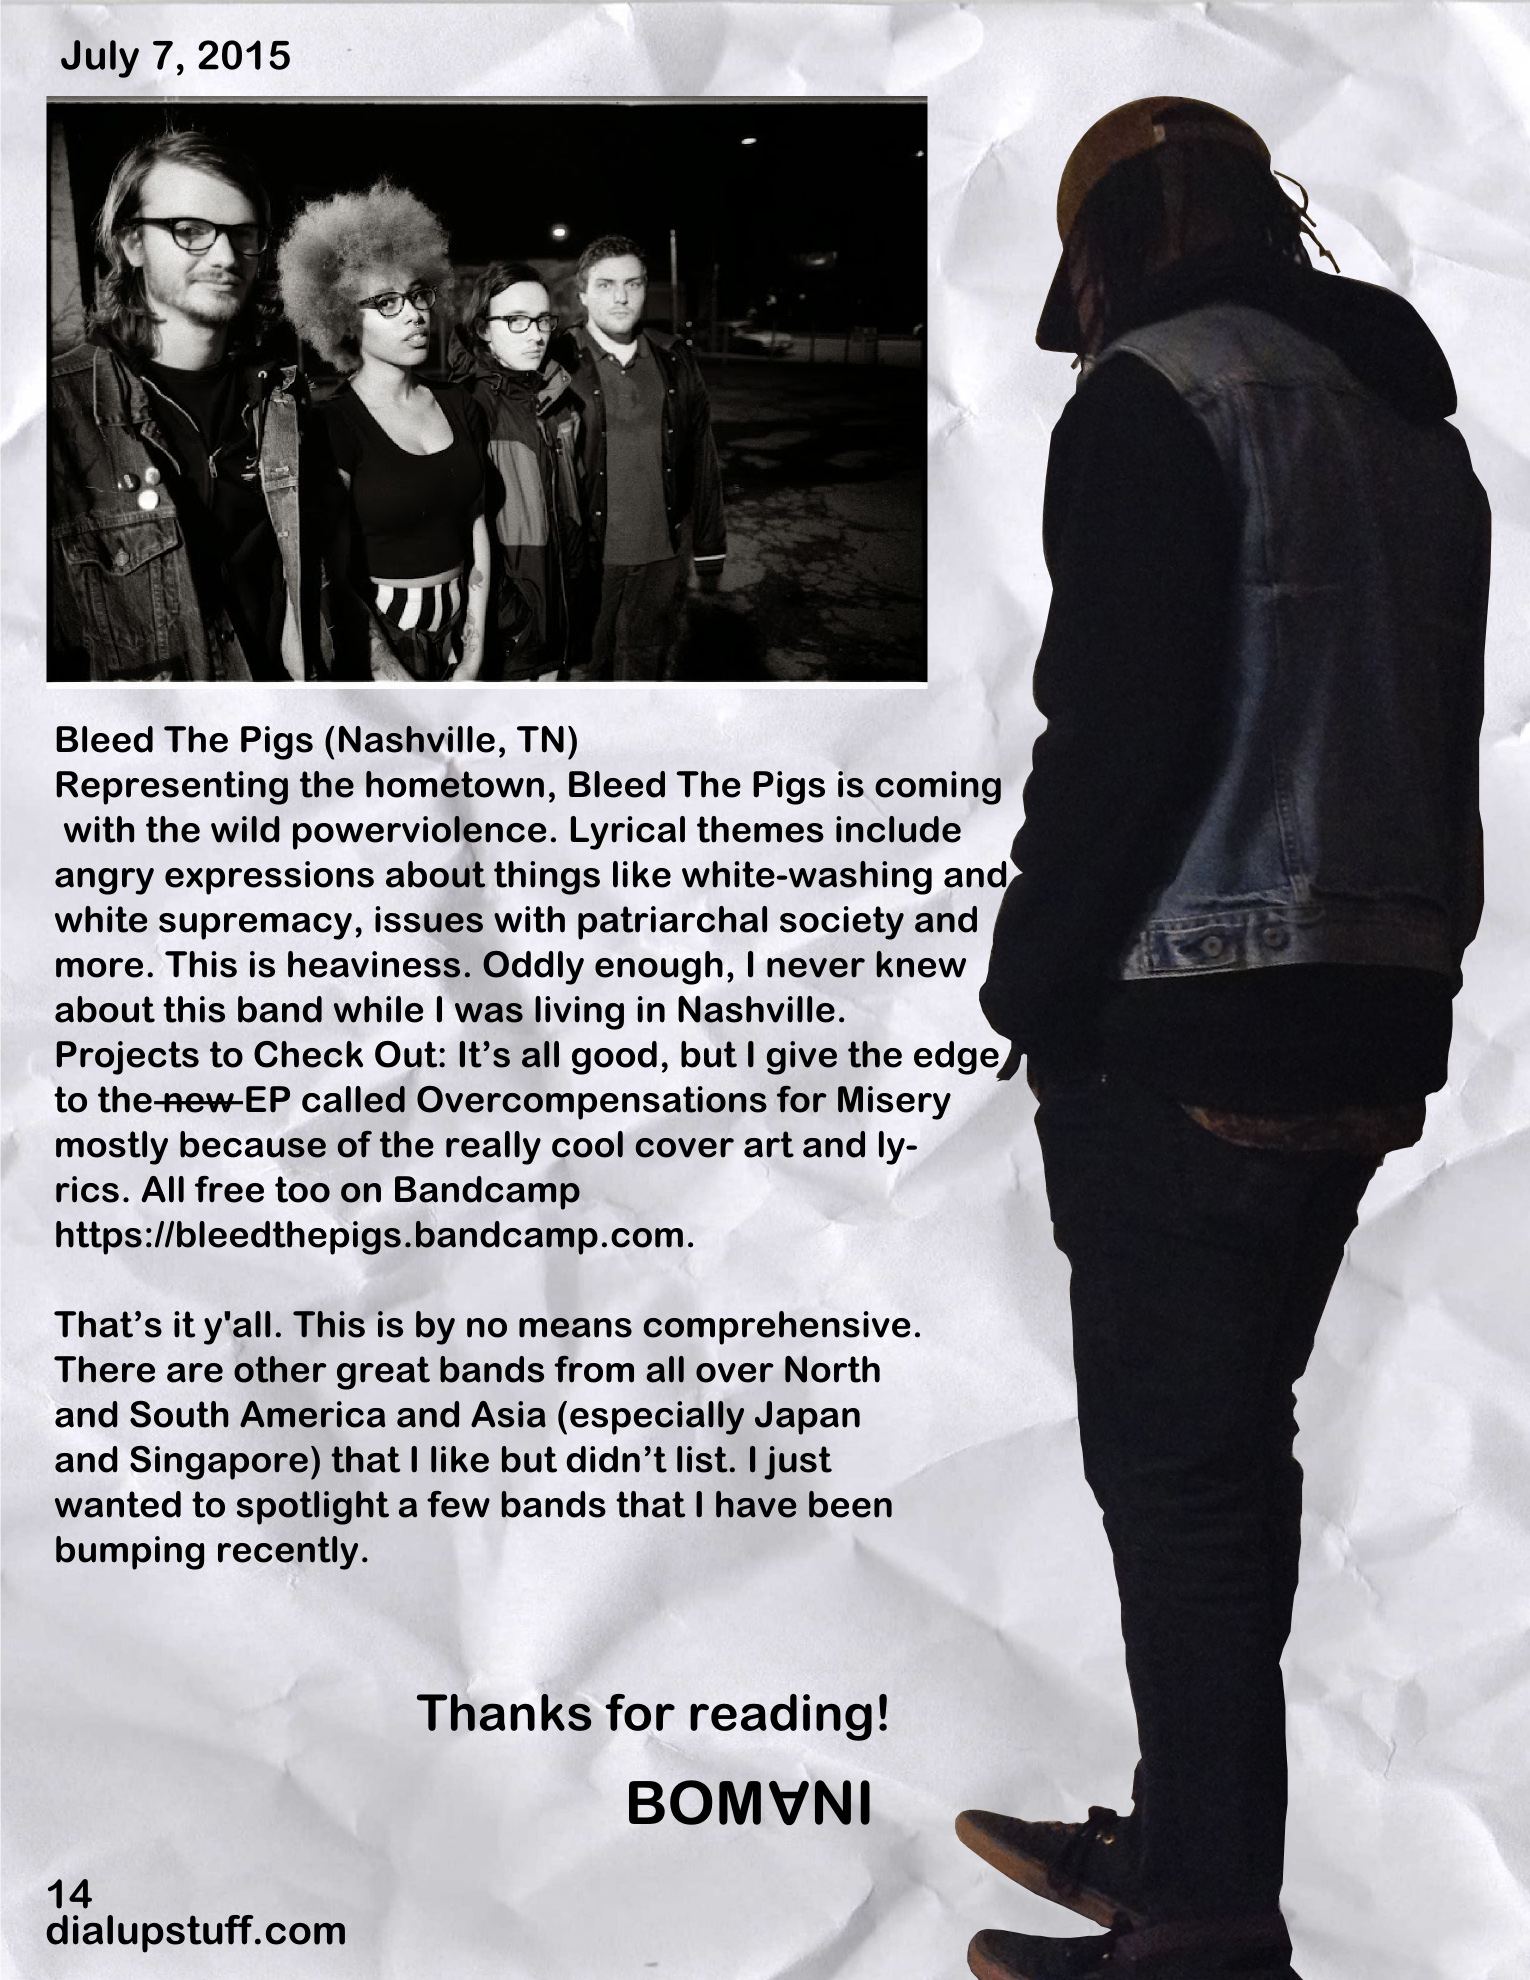 July 7, 2015
Bleed The Pigs (Nashville, TN)
Representing the hometown, Bleed The Pigs is coming
with the wild powerviolence. Lyrical themes include
angry expressions about things like white-washing and
white supremacy, issues with patriarchal society and
more. This is heaviness. Oddly enough, I never knew
about this band while I was living in Nashville.
Projects to Check Out: It’s all good, but I give the edge
to the new EP called Overcompensations for Misery
mostly because of the really cool cover art and ly-
rics. All free too on Bandcamp
https://bleedthepigs.bandcamp.com.
That’s it y'all. This is by no means comprehensive.
There are other great bands from all over North
and South America and Asia (especially Japan
and Singapore) that I like but didn’t list. I just
wanted to spotlight a few bands that I have been
bumping recently.
Thanks for reading!
BOM∀NI
14
dialupstuff.com